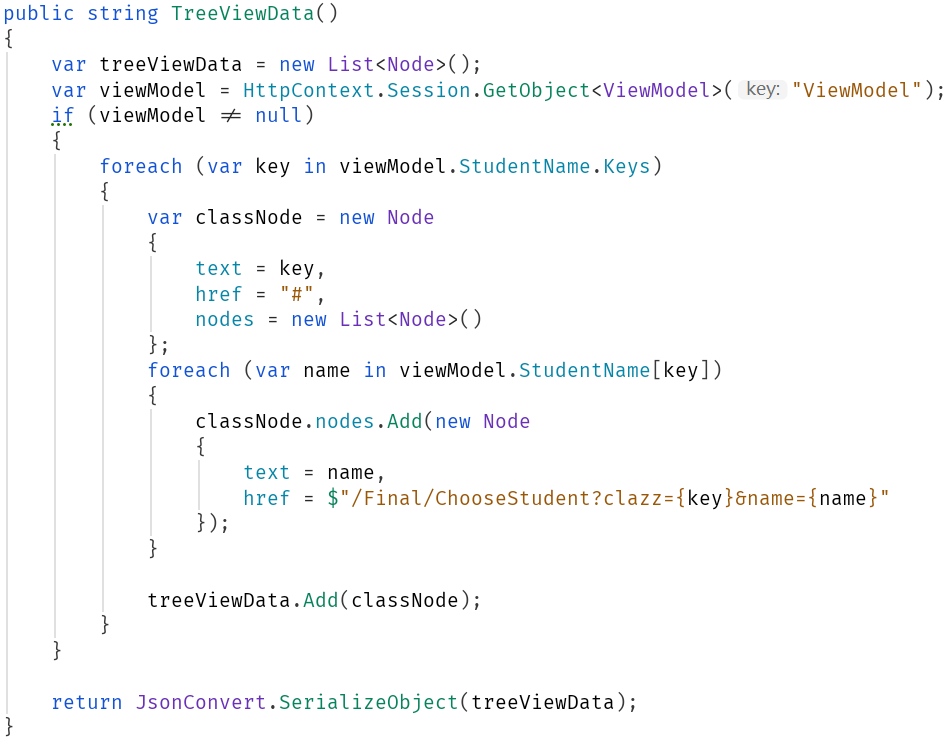 public string TreeViewData()
{
    var treeViewData = new List<Node>();
    var viewModel = HttpContext.Session.GetObject<ViewModel>( key: "ViewModel");
    if (viewModel ≠ null)
    {
        foreach (var key in viewModel.StudentName.Keys)
        {
            var classNode = new Node
            {
                text = key,
                href = "#",
                nodes = new List<Node>()
            };
            foreach (var name in viewModel.StudentName[key])
            {
                classNode.nodes.Add(new Node
                {
                    text = name,
                    href = $"/Final/ChooseStudent?clazz={key}&name={name}"
                });
            }

            treeViewData.Add(classNode);
        }
    }

    return JsonConvert.SerializeObject(treeViewData);
}